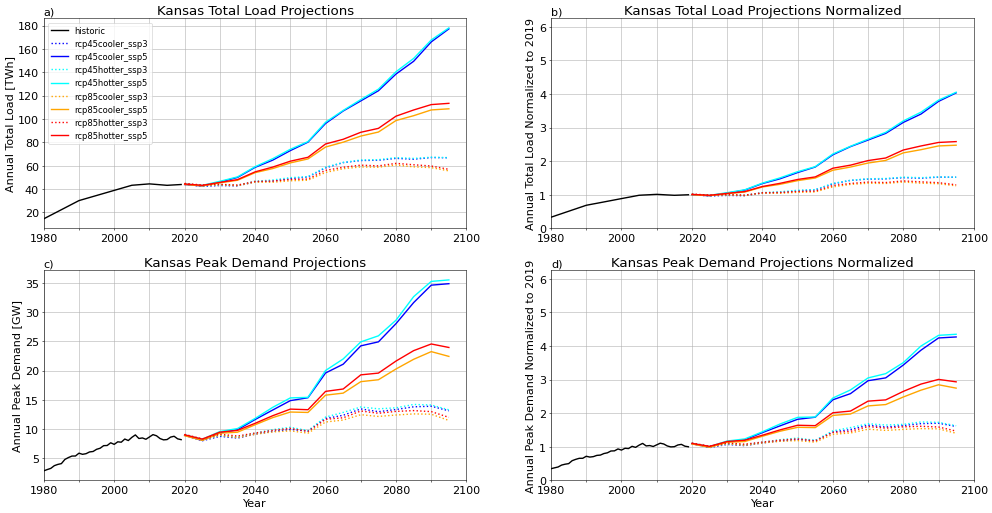 a)
Kansas Total Load Projections
Annual Total Load [TWh]
180
160
140
120
100
80
60
40
20
historic
rcp45cooler_ssp3
rcp45cooler_ssp5
rcp45hotter_ssp3
rcp45hotter_ssp5
rcp85cooler_ssp3
rcp85cooler_ssp5
rcp85hotter_ssp3
rcp85hotter_ssp5
1980 2000 2020 2040 2060 2080 2100
b)
Kansas Total Load Projections Normalized
Annual Total Load Normalized to 2019
6
5
4
3
2
1
0
1980 2000 2020 2040 2060 2080 2100
c)
Kansas Peak Demand Projections
Annual Peak Demand [GW]
35
30
25
20
15
10
5
1980 2000 2020 2040 2060 2080 2100
Year
d)
Kansas Peak Demand Projections Normalized
Annual Peak Demand Normalized to 2019
6
5
4
3
2
1
0
1980 2000 2020 2040 2060 2080 2100
Year